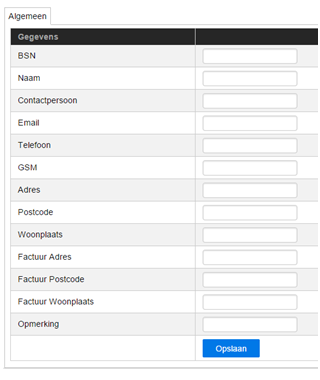 Algemeen
Gegevens
BSN
Naam
Contactpersoon
Email
Telefoon
GSM
Adres
Postcode
Woonplaats
Factuur Adres
Factuur Postcode
Factuur Woonplaats
Opmerking
Opslaan